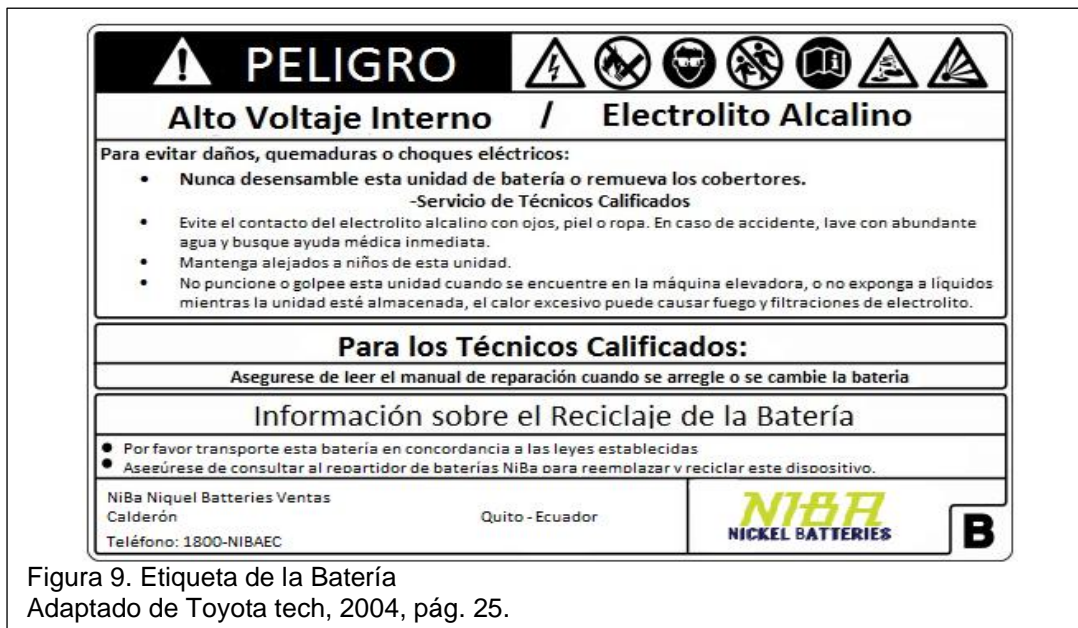 PELIGRO
Alto Voltaje Interno / Electrolito Alcalino
Para evitar daños, quemaduras o choques eléctricos:
• Nunca desensamble esta unidad de batería o remueva los cobertores.
-Servicio de Técnicos Calificados
• Evite el contacto del electrolito alcalino con ojos, piel o ropa. En caso de accidente, lave con abundante
agua y busque ayuda médica inmediata.
• Mantenga alejados a niños de esta unidad.
• No puncione o golpee esta unidad cuando se encuentre en la máquina elevadora, o no exponga a líquidos
mientras la unidad esté almacenada, el calor excesivo puede causar fuego y filtraciones de electrolito.
Para los Técnicos Calificados:
Asegurese de leer el manual de reparación cuando se arregle o se cambie la bateria
Información sobre el Reciclaje de la Batería
• Por favor transporte esta batería en concordancia a las leyes establecidas
• Asegúrese de consultar al repartidor de baterías NiBa para reemplazar y reciclar este dispositivo.
NiBa Niquel Batteries Ventas
Calderón Quito - Ecuador
Teléfono: 1800-NIBAEC
NIBA
NICKEL BATTERIES
B
Figura 9. Etiqueta de la Batería
Adaptado de Toyota tech, 2004, pág. 25.